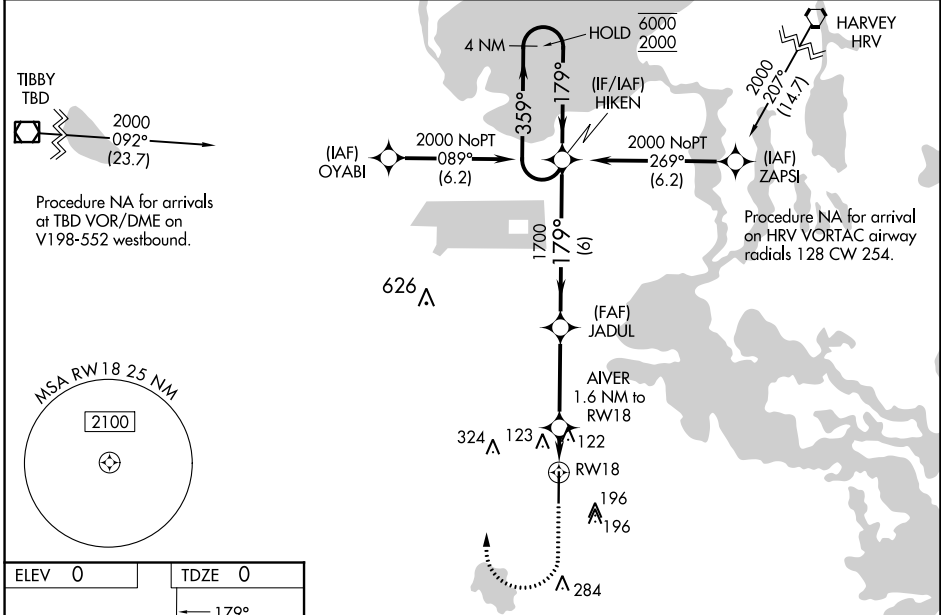 TIBBY
TBD
2000
092°
(23.7)
Procedure NA for arrivals
at TBD VOR/DME on
V198-552 westbound.
4 NM
HOLD
6000
2000
HARVEY
HRV
2000
207°
(14.7)
359°
179°
(IF/IAF)
HIKEN
(IAF)
OYABI
2000 NoPT
089°
(6.2)
2000 NoPT
269°
(6.2)
(IAF)
ZAPSI
Procedure NA for arrival
on HRV VORTAC airway
radials 128 CW 254.
1700
179°
(6)
626
(FAF)
JADUL
AIVER
1.6 NM to
RW18
324
123
122
RW18
196
196
284
MSA RW18 25 NM
2100
ELEV 0
TDZE 0
179°